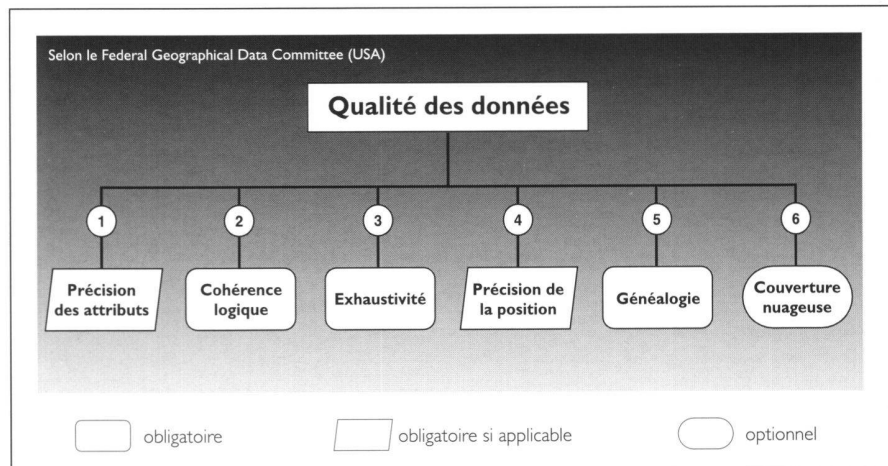 Selon le Federal Geographical Data Committee (USA)
Qualité des données
1
2
3
4
5
6
Précision
des attributs
Cohérence
logique
Exhaustivité
Précision de
la position
Généalogie
Couverture
nuageuse
obligatoire
obligatoire si applicable
optionnel